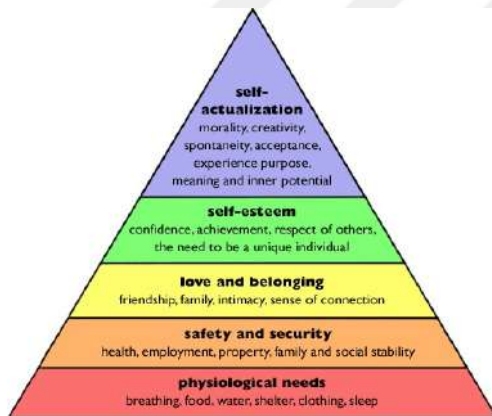 self-
actualization
morality, creativity,
spontaneity, acceptance,
experience purpose,
meaning and inner potential
self-esteem
confidence, achievement, respect of others,
the need to be a unique individual
love and belonging
friendship, family, intimacy, sense of connection
safety and security
health, employment, property, family and social stability
physiological needs
breathing, food, water, shelter, clothing, sleep